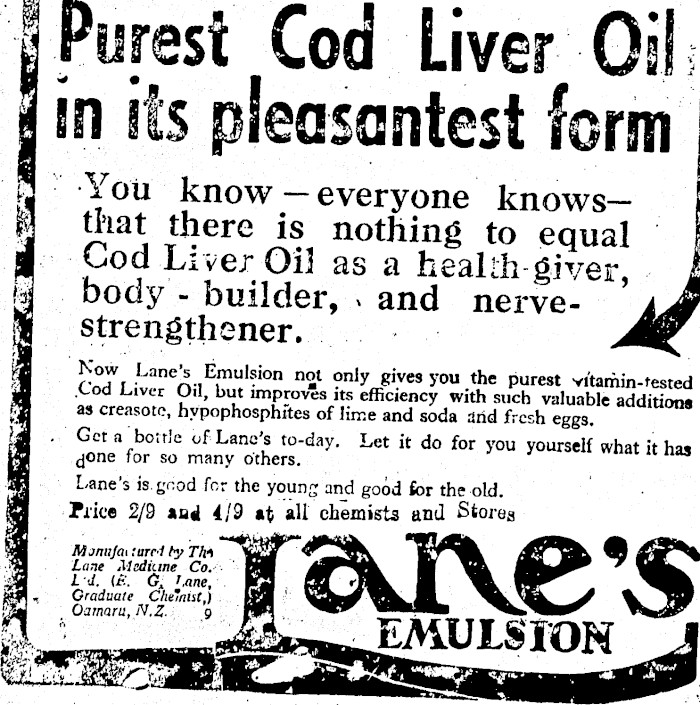 Purest Cod Liver Oil
in its pleasantest form
You know — everyone knows—
that there is nothing to equal
Cod Liver Oil as a health-giver,
body - builder, and nerve-
strengthener.
Now Lane's Emulsion not only gives you the purest vitamin-tested
Cod Liver Oil, but improves its efficiency with such valuable additions
as creasote, hypophosphites of lime and soda and fresh eggs.
Get a bottle of Lane's to-day. Let it do for you yourself what it has
done for so many others.
Lane's is good for the young and good for the old.
Price 2/9 and 4/9 at all chemists and Stores
Manufactured by The
Lane Medicine Co.
Ltd. (E. G. Lane,
Graduate Chemist,)
Oamaru, N.Z. 9
Lane's
EMULSION